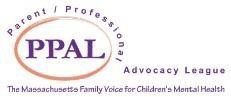 Parent / Professional
PPAL
Advocacy League
The Massachusetts Family Voice for Children's Mental Health